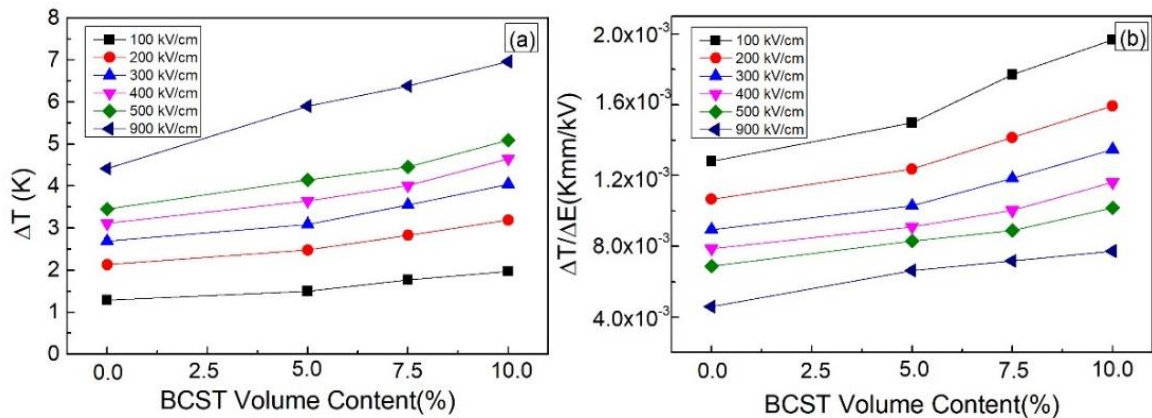 (a)
100 kV/cm
200 kV/cm
300 kV/cm
400 kV/cm
500 kV/cm
900 kV/cm
ΔT (K)
8
7
6
5
4
3
2
1
0
0.0 2.5 5.0 7.5 10.0
BCST Volume Content(%)
(b)
100 kV/cm
200 kV/cm
300 kV/cm
400 kV/cm
500 kV/cm
900 kV/cm
ΔT/ΔE(Kmm/kV)
2.0x10-3
1.6x10-3
1.2x10-3
8.0x10-3
4.0x10-3
0.0 2.5 5.0 7.5 10.0
BCST Volume Content(%)